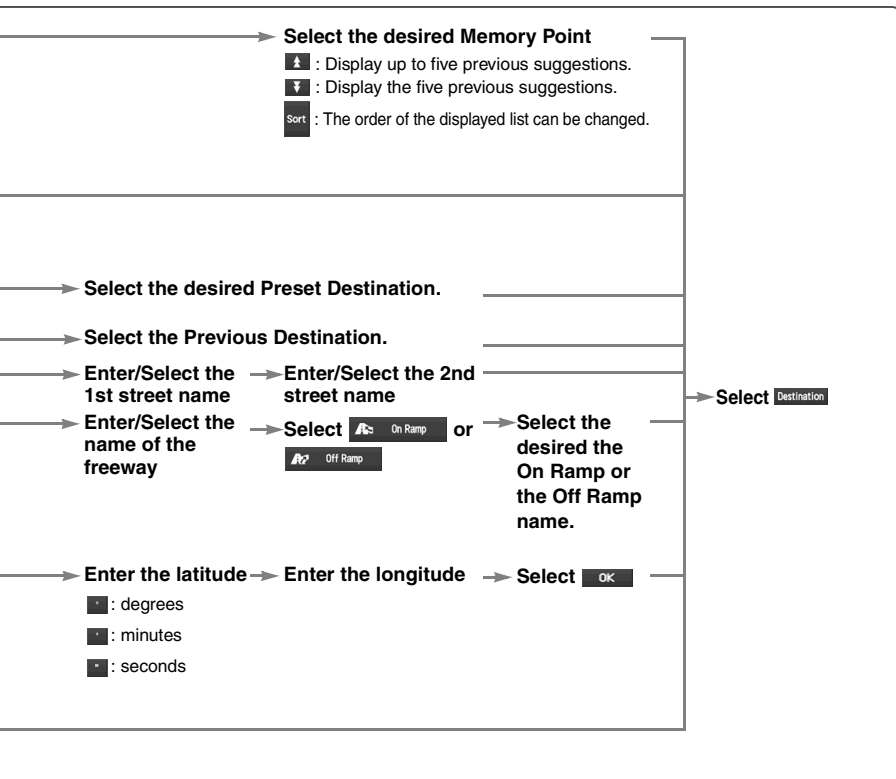 Select the desired Memory Point
: Display up to five previous suggestions.
: Display the five previous suggestions.
Sort : The order of the displayed list can be changed.
Select the desired Preset Destination.
Select the Previous Destination.
Enter/Select the
1st street name
Enter/Select the 2nd
street name
Enter/Select the
name of the
freeway
Select On Ramp or
Off Ramp
Select the
desired the
On Ramp or
the Off Ramp
name.
Select Destination
Enter the latitude
° : degrees
' : minutes
" : seconds
Enter the longitude
Select OK